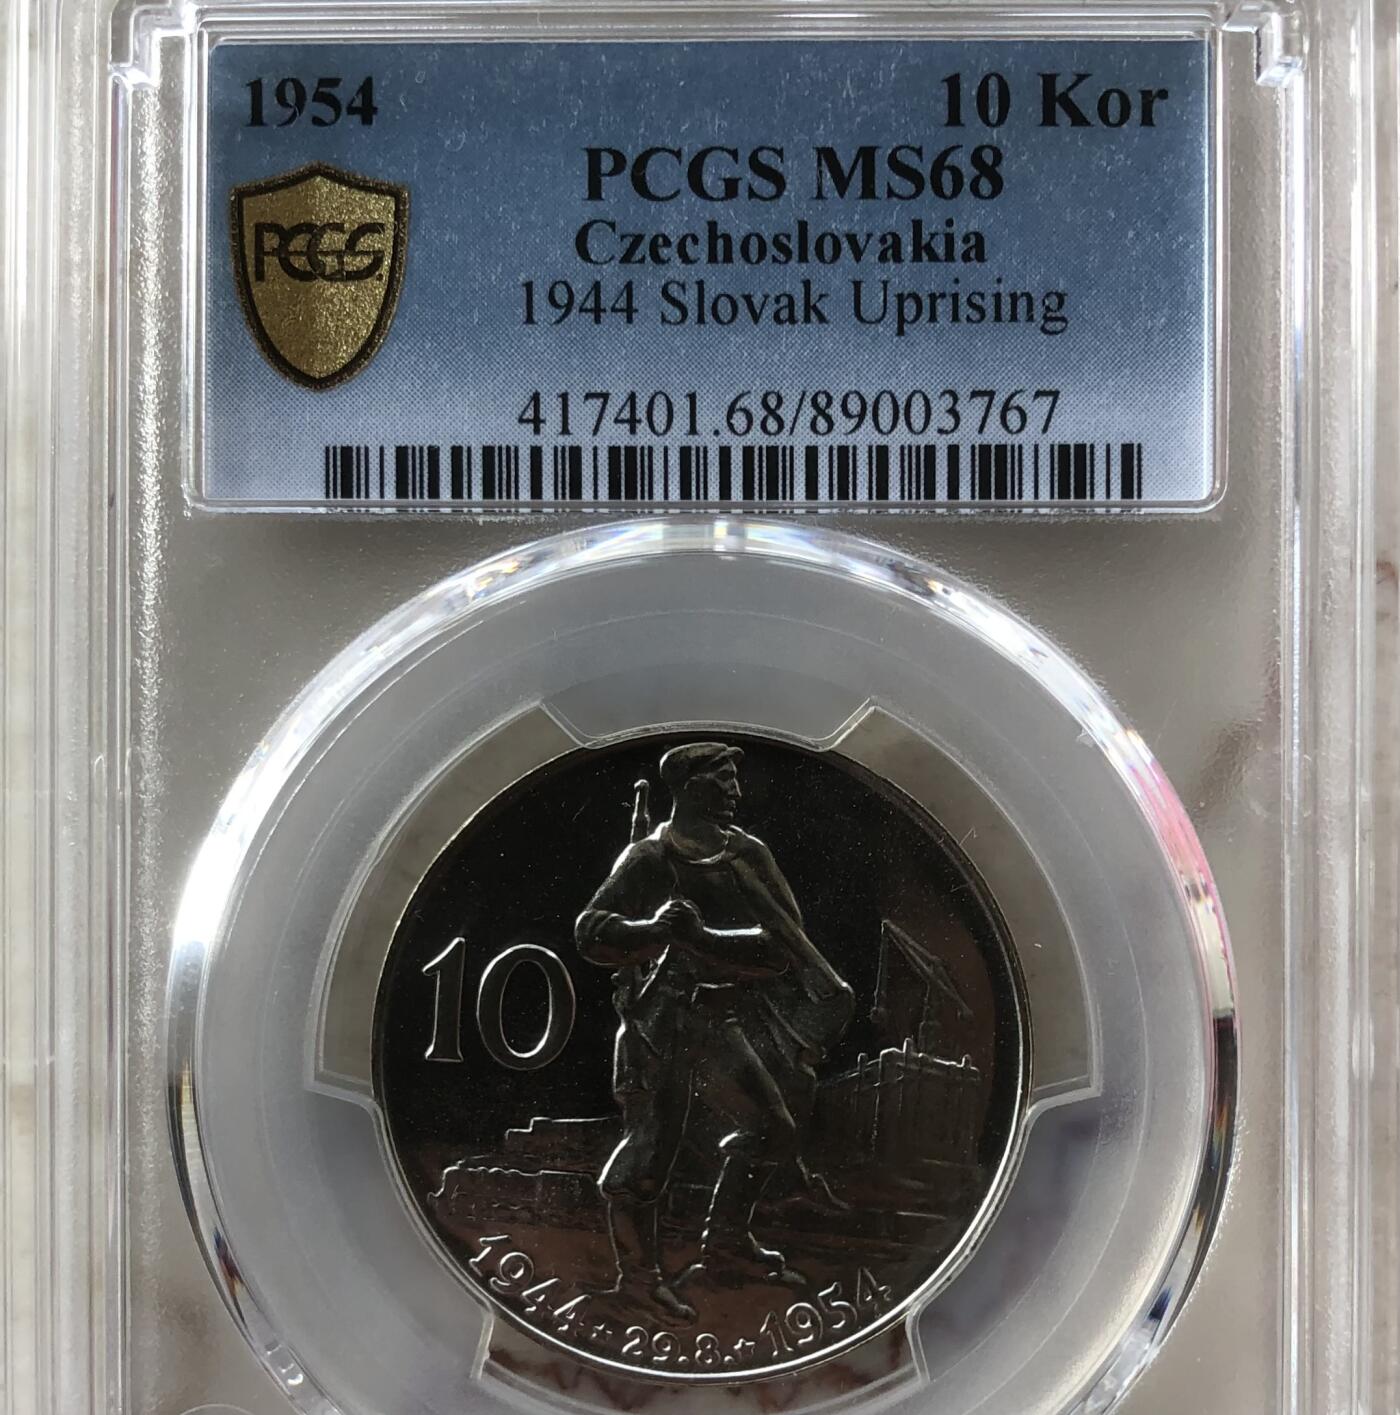 1954 10 Kor
PCGS MS68
PCGS
Czechoslovakia
1944 Slovak Uprising
417401.68/89003767
10
1944 ★ 29.8. ★ 1954